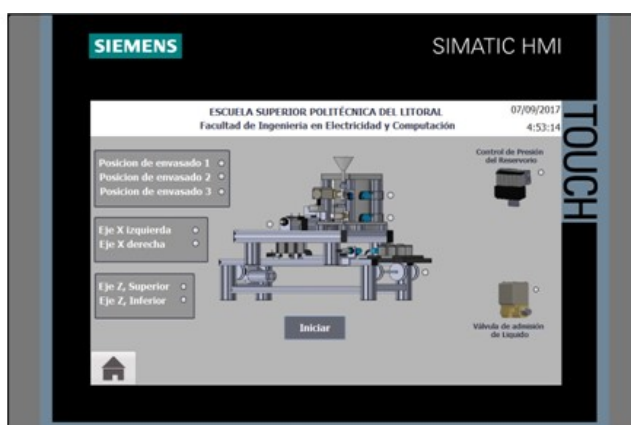 SIEMENS
SIMATIC HMI
TOUCH
ESCUELA SUPERIOR POLITÉCNICA DEL LITORAL
Facultad de Ingeniería en Electricidad y Computación
07/09/2017
4:53:14
Posicion de envasado 1
Posicion de envasado 2
Posicion de envasado 3
Eje X izquierda
Eje X derecha
Eje Z, Superior
Eje Z, Inferior
Control de Presión
del Reservorio
Válvula de admisión
de Liquido
Iniciar